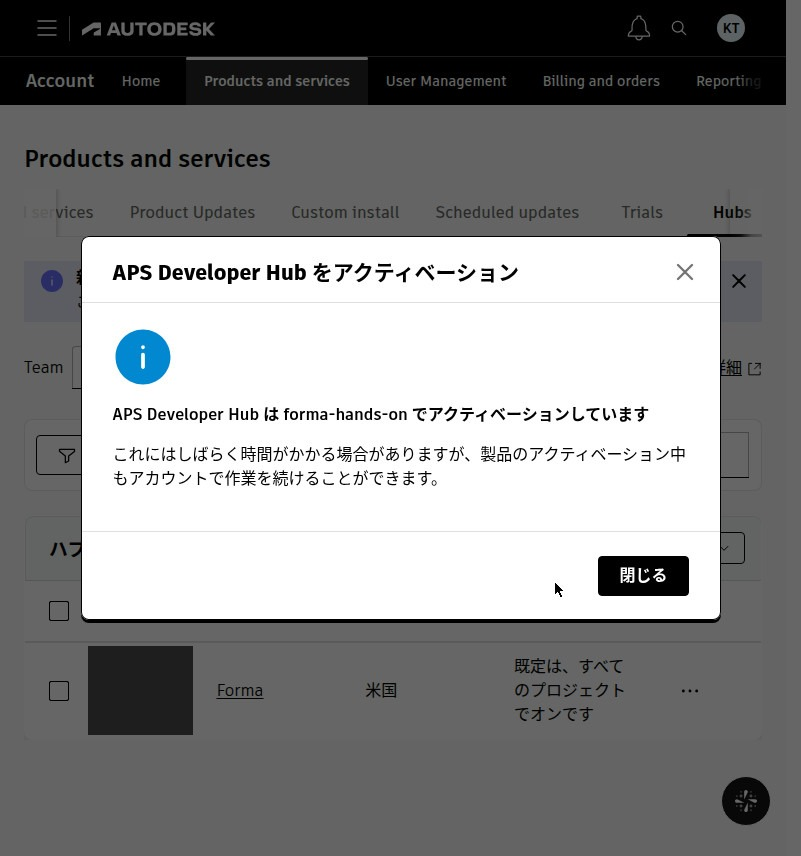 AUTODESK
KT
Account Home Products and services User Management Billing and orders Reporting
Products and services
services Product Updates Custom install Scheduled updates Trials Hubs
APS Developer Hub をアクティベーション
Team
APS Developer Hub は forma-hands-on でアクティベーションしています
これにはしばらく時間がかかる場合がありますが、製品のアクティベーション中
もアカウントで作業を続けることができます。
閉じる
Forma 米国 既定は、すべて
のプロジェクト
でオンです